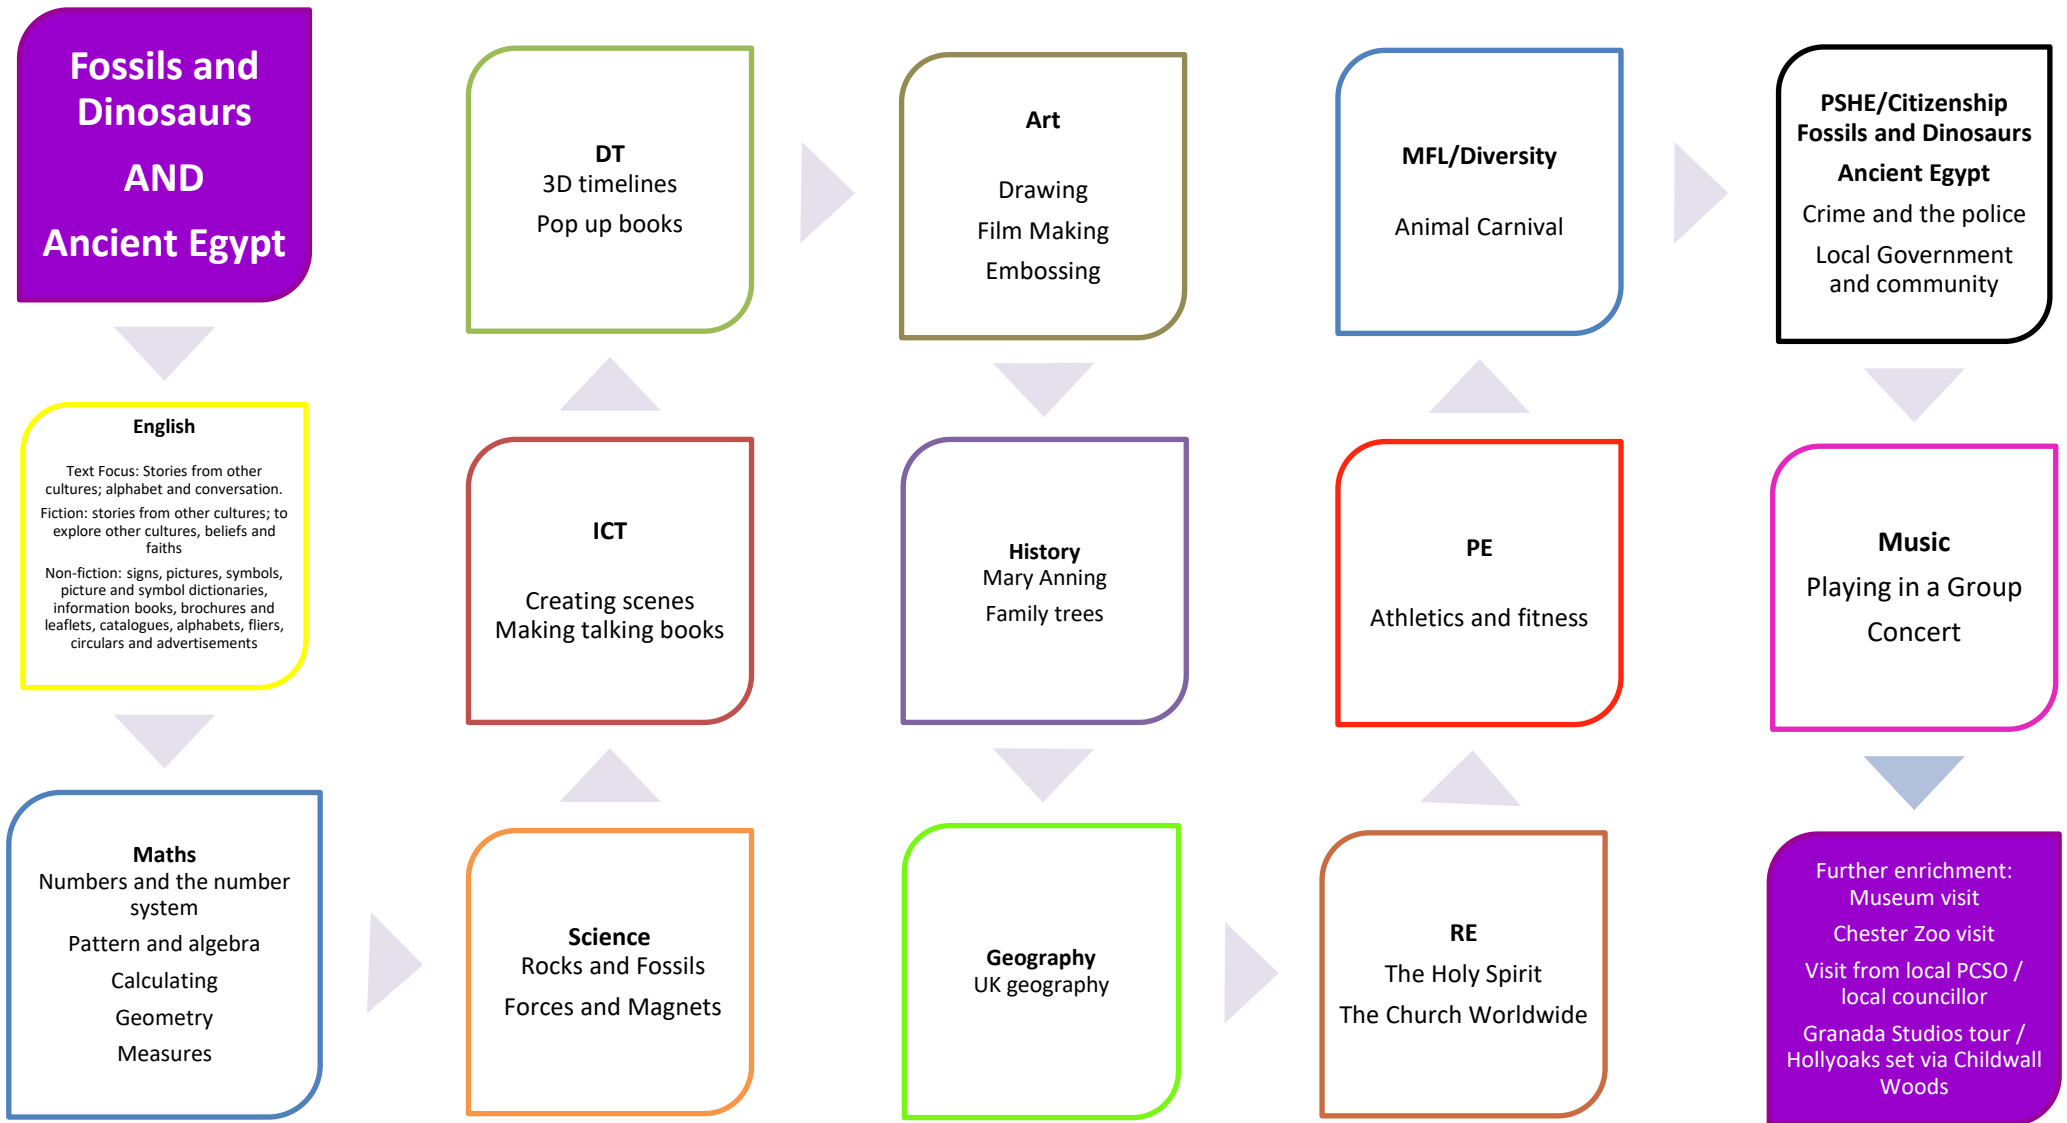 Fossils and
Dinosaurs
AND
Ancient Egypt
English
Text Focus: Stories from other
cultures; alphabet and conversation.
Fiction: stories from other cultures; to
explore other cultures, beliefs and
faiths
Non-fiction: signs, pictures, symbols,
picture and symbol dictionaries,
information books, brochures and
leaflets, catalogues, alphabets, fliers,
circulars and advertisements
Maths
Numbers and the number
system
Pattern and algebra
Calculating
Geometry
Measures
Science
Rocks and Fossils
Forces and Magnets
ICT
Creating scenes
Making talking books
DT
3D timelines
Pop up books
Art
Drawing
Film Making
Embossing
History
Mary Anning
Family trees
Geography
UK geography
RE
The Holy Spirit
The Church Worldwide
PE
Athletics and fitness
MFL/Diversity
Animal Carnival
PSHE/Citizenship
Fossils and Dinosaurs
Ancient Egypt
Crime and the police
Local Government
and community
Music
Playing in a Group
Concert
Further enrichment:
Museum visit
Chester Zoo visit
Visit from local PCSO /
local councillor
Granada Studios tour /
Hollyoaks set via Childwall
Woods